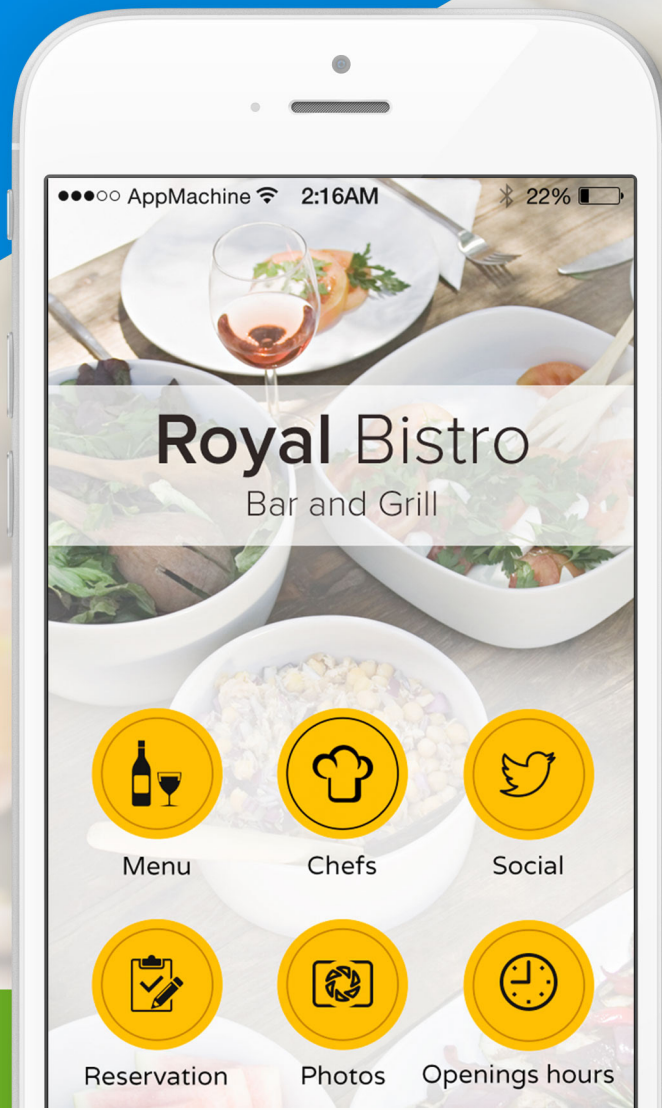 AppMachine 2:16AM 22%
Royal Bistro
Bar and Grill
Menu Chefs Social
Reservation Photos Openings hours